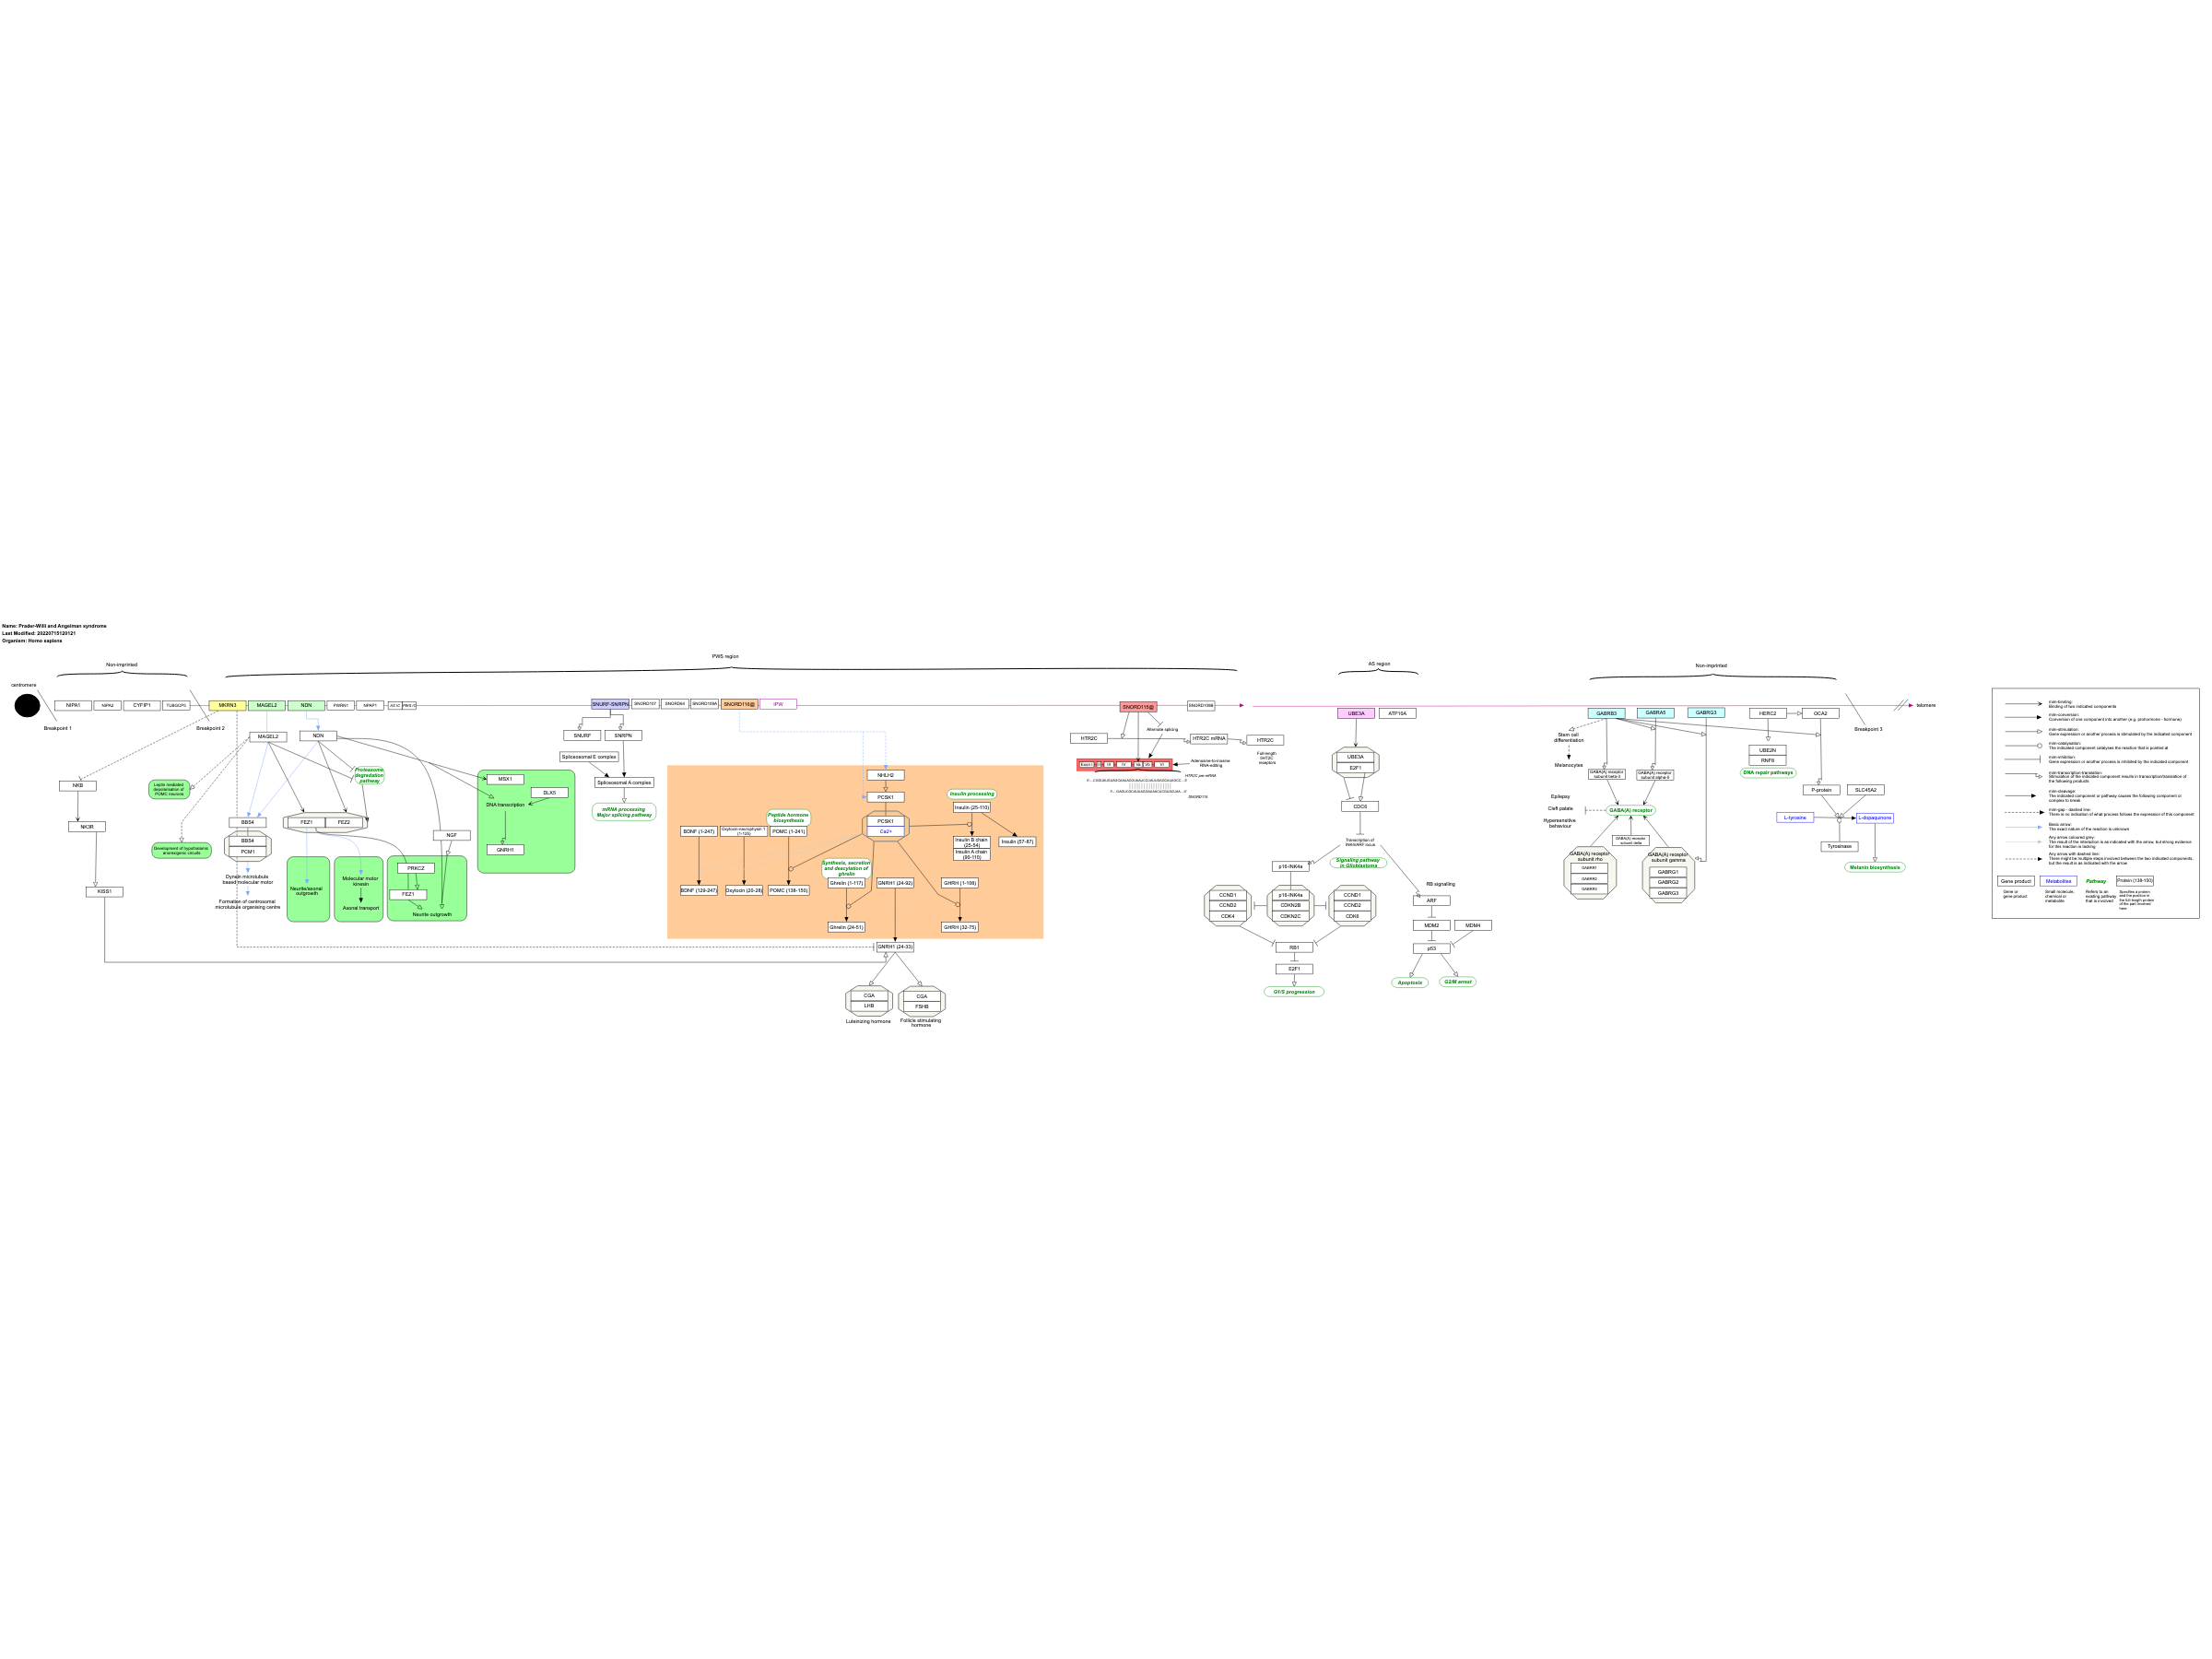 Name: Prader-Willi and Angelman syndrome
Last Modified: 20220715120121
Organism: Homo sapiens
Non-imprinted
PWS region
AS region
Non-imprinted
centromere
Breakpoint 1
NIPA1
NIPA2
CYFIP1
TUBGCP5
Breakpoint 2
MKRN3
MAGEL2
NDN
PWRN1
NPAP1
AS IC
PWS IC
SNURF-SNRPN
SNORD107
SNORD64
SNORD109A
SNORD116@
IPW
SNORD115@
SNORD109B
UBE3A
ATP10A
GABRB3
GABRA5
GABRG3
HERC2
OCA2
Breakpoint 3
telomere
MAGEL2
NDN
SNURF
SNRPN
Spliceosomal E complex
Spliceosomal A complex
mRNA processing
Major splicing pathway
NKB
NK3R
KISS1
Leptin mediated
depolarisation of
POMC neurons
Development of hypothalamic
anorexigenic circuits
Proteasome
degradation
pathway
BBS4
BBS4
PCM1
Dynein microtubule
based molecular motor
Formation of centrosomal
microtubule organising centre
FEZ1
FEZ2
Neurite/axonal
outgrowth
Molecular motor
kinesin
Axonal transport
NGF
PRKCZ
FEZ1
Neurite outgrowth
MSX1
DLX5
DNA transcription
GNRH1
NHLH2
PCSK1
PCSK1
Ca2+
Insulin processing
Insulin (25-110)
Insulin B chain
(25-54)
Insulin A chain
(90-110)
Insulin (57-87)
Peptide hormone
biosynthesis
BDNF (1-247)
Oxytocin-neurophysin 1
(1-125)
POMC (1-241)
BDNF (129-247)
Oxytocin (20-28)
POMC (138-150)
Synthesis, secretion
and deacylation of
ghrelin
Ghrelin (1-117)
GNRH1 (24-92)
GHRH (1-108)
Ghrelin (24-51)
GHRH (32-75)
GNRH1 (24-33)
CGA
LHB
Luteinizing hormone
CGA
FSHB
Follicle stimulating
hormone
Alternate splicing
HTR2C
HTR2C mRNA
HTR2C
Full-length
5HT2C
receptors
Adenosine-to-inosine
RNA editing
HTR2C pre-mRNA
SNORD115
UBE3A
E2F1
CDC6
Transcription of
INK4/ARF locus
p16-INK4a
Signaling pathway
in Glioblastoma
CCND1
CCND2
CDK4
p16-INK4a
CDKN2B
CDKN2C
CCND1
CCND2
CDK6
RB1
E2F1
G1/S progression
RB signalling
ARF
MDM2
MDM4
p53
Apoptosis
G2/M arrest
Stem cell
differentiation
Melanocytes
GABA(A) receptor
subunit beta-3
GABA(A) receptor
subunit alpha-5
Epilepsy
Cleft palate
Hypersensitive
behaviour
GABA(A) receptor
GABA(A) receptor
subunit delta
GABA(A) receptor
subunit rho
GABRR1
GABRR2
GABRR3
GABA(A) receptor
subunit gamma
GABRG1
GABRG2
GABRG3
UBE2N
RNF8
DNA repair pathways
P-protein
SLC45A2
L-tyrosine
L-dopaquinone
Tyrosinase
Melanin biosynthesis
mim-binding:
Binding of two indicated components
mim-conversion:
Conversion of one component into another (e.g. prohormone - hormone)
mim-stimulation:
Gene expression or another process is stimulated by the indicated component
mim-catalysation:
The indicated component catalyses the reaction that is pointed at
mim-inhibition:
Gene expression or another process is inhibited by the indicated component
mim-transcription-translation:
Stimulation of the indicated component results in transcription/translation of
the following products
mim-cleavage:
The indicated component or pathway causes the following component or
complex to break
mim-gap - dashed line:
There is no indication of what process follows the expression of this component
Basic arrow:
The exact nature of the reaction is unknown
Any arrow coloured grey:
The result of the interaction is as indicated with the arrow, but strong evidence
for this reaction is lacking
Any arrow with dashed line:
There might be multiple steps involved between the two indicated components,
but the result is as indicated with the arrow
Gene product
Metabolites
Pathway
Protein (138-150)
Gene or
gene product
Small molecule,
chemical or
metabolite
Refers to an
existing pathway
that is involved
Specifies a protein
and the position in
the full-length protein
of the part involved
here